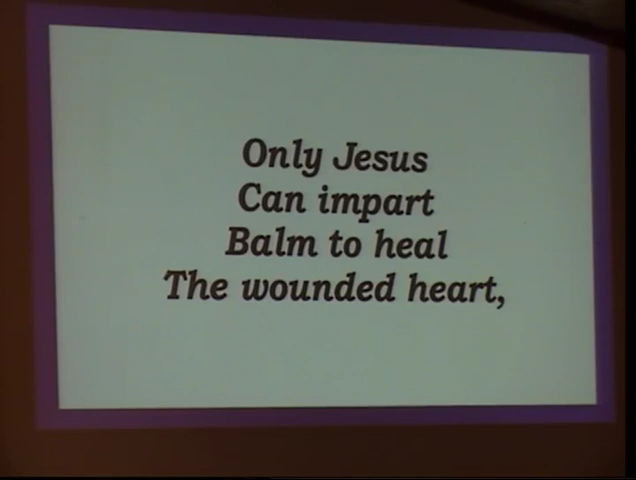 Only Jesus
Can impart
Balm to heal
The wounded heart,